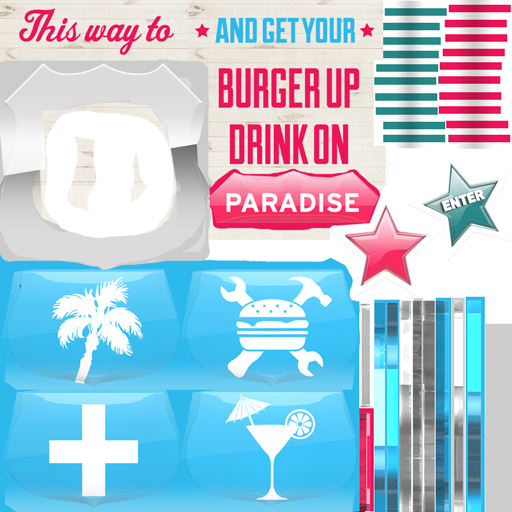 This way to
AND GET YOUR
BURGER UP
DRINK ON
PARADISE
ENTER